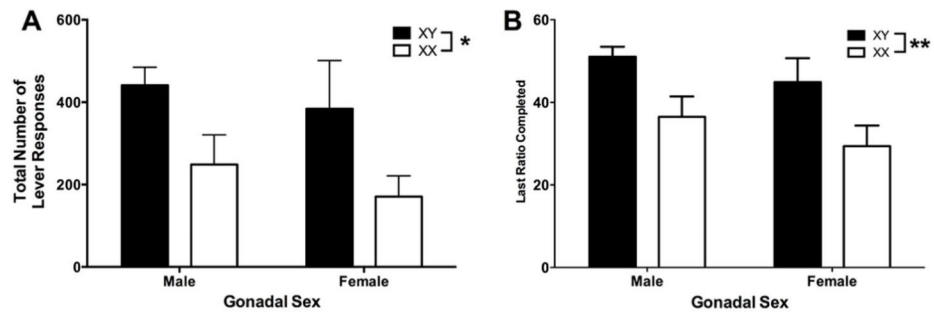 A
600
400
200
0
Total Number of
Lever Responses
XY
XX
*
Male
Female
Gonadal Sex
B
60
40
20
0
Last Ratio Completed
XY
XX
**
Male
Female
Gonadal Sex